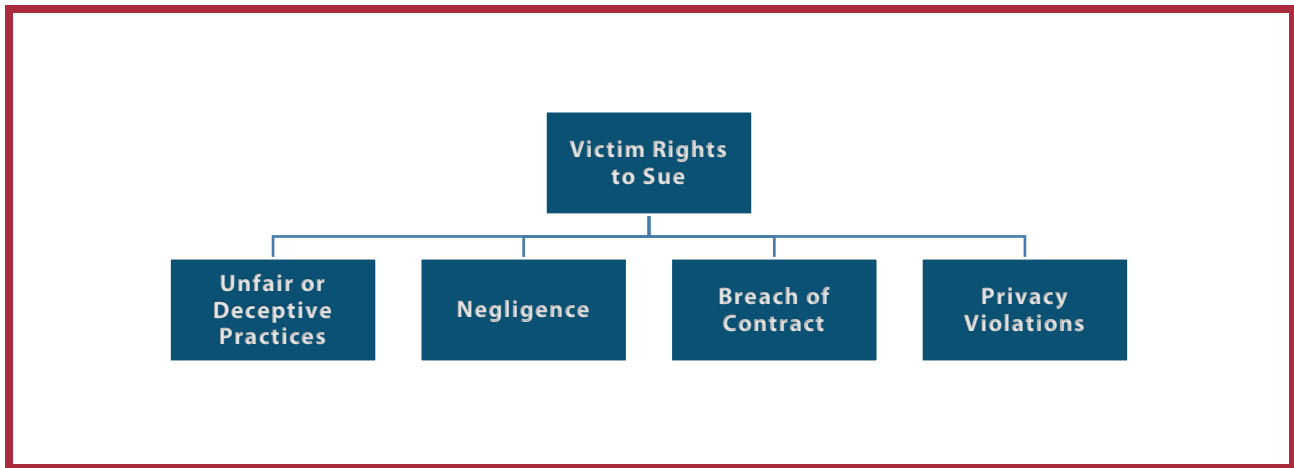 Victim Rights
to Sue
Unfair or
Deceptive
Practices
Negligence
Breach of
Contract
Privacy
Violations